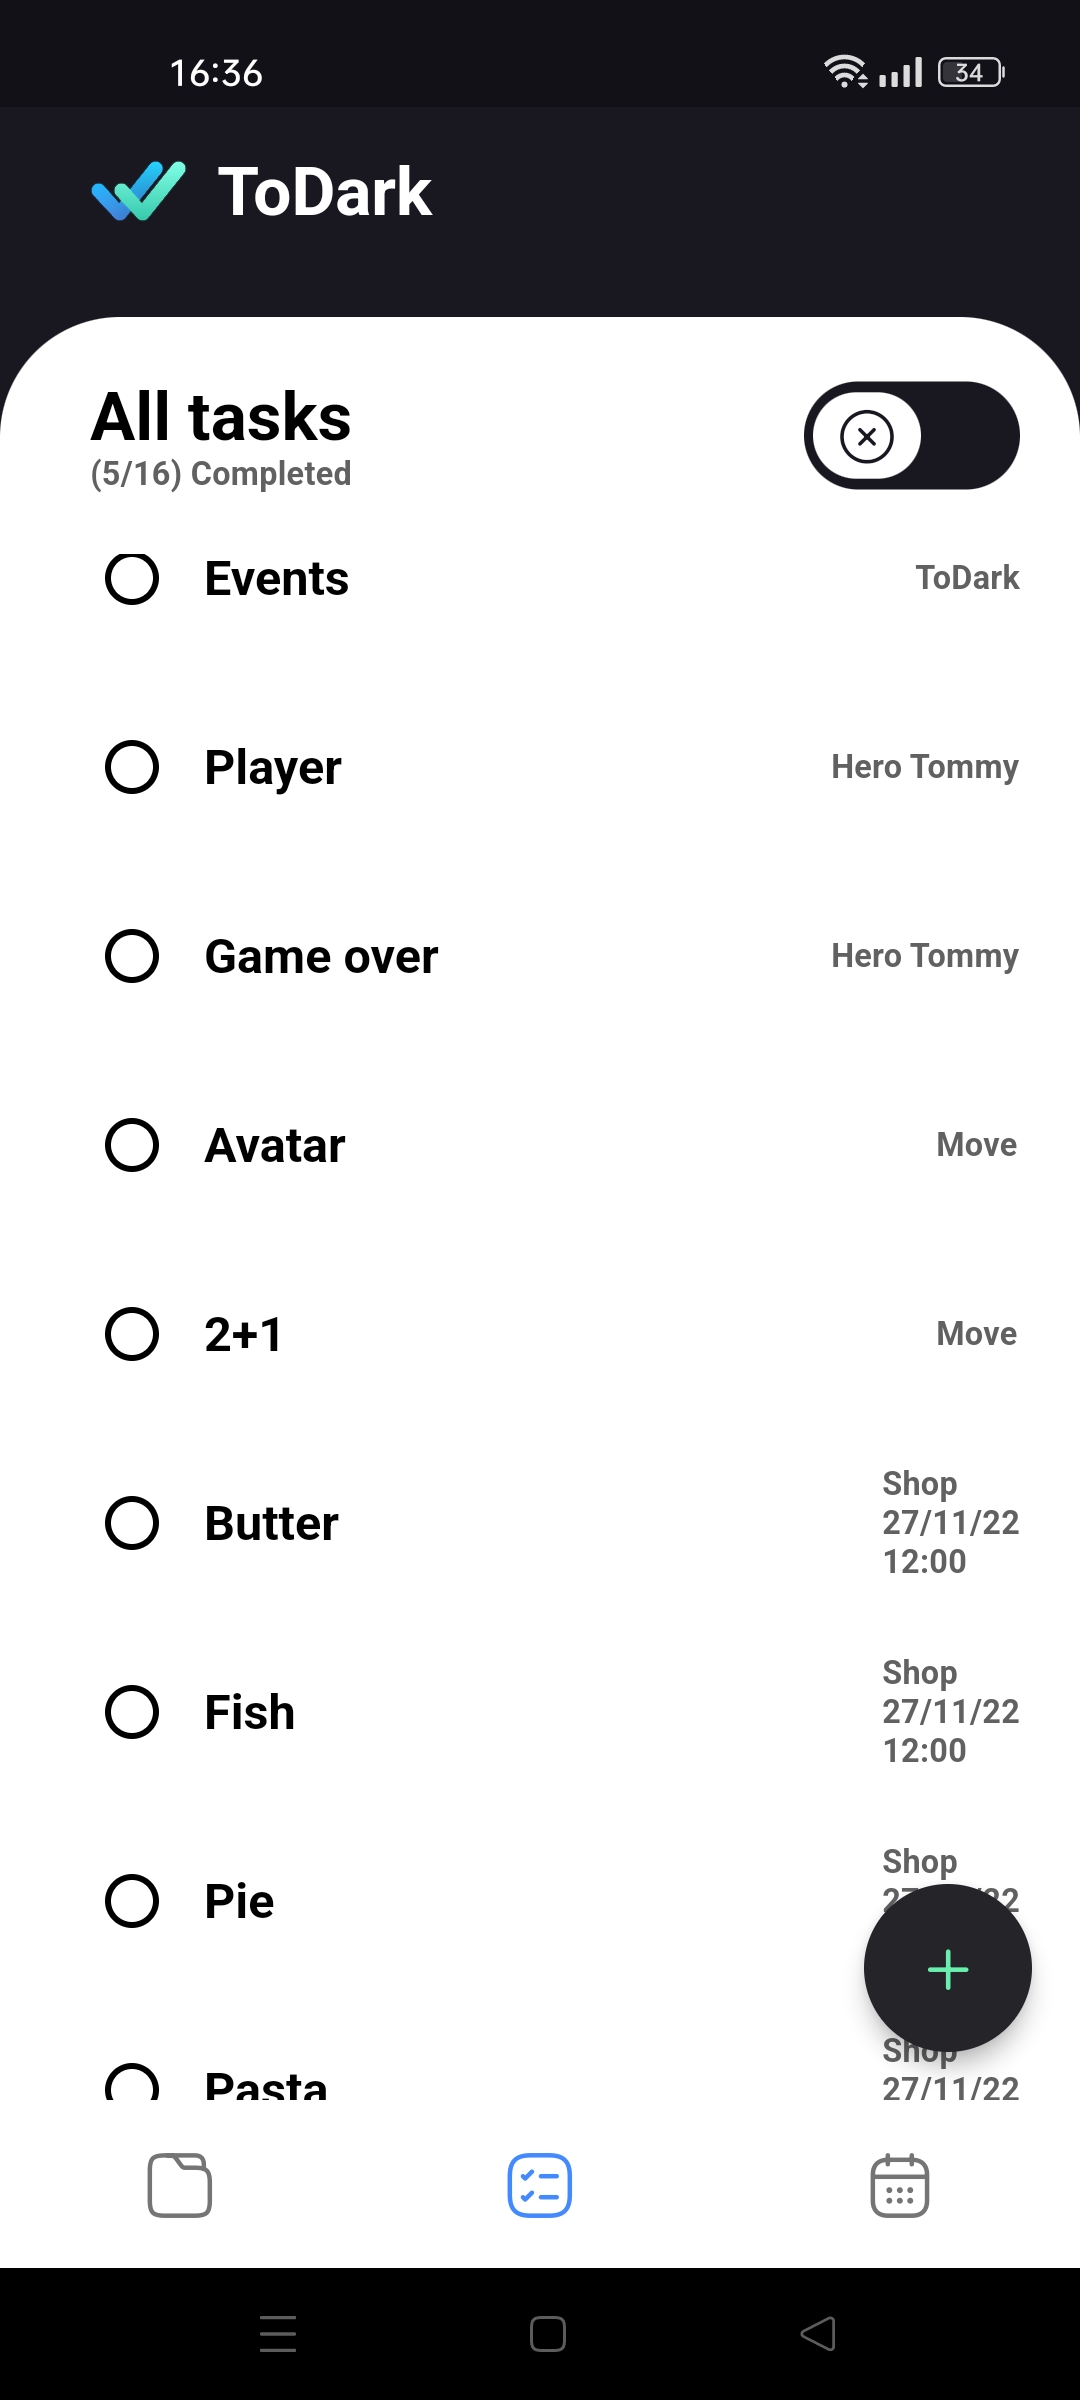 16:36
34
ToDark
All tasks
(5/16) Completed
Events
ToDark
Player
Hero Tommy
Game over
Hero Tommy
Avatar
Move
2+1
Move
Butter
Shop
27/11/22
12:00
Fish
Shop
27/11/22
12:00
Pie
Shop
Pasta
Shop
27/11/22